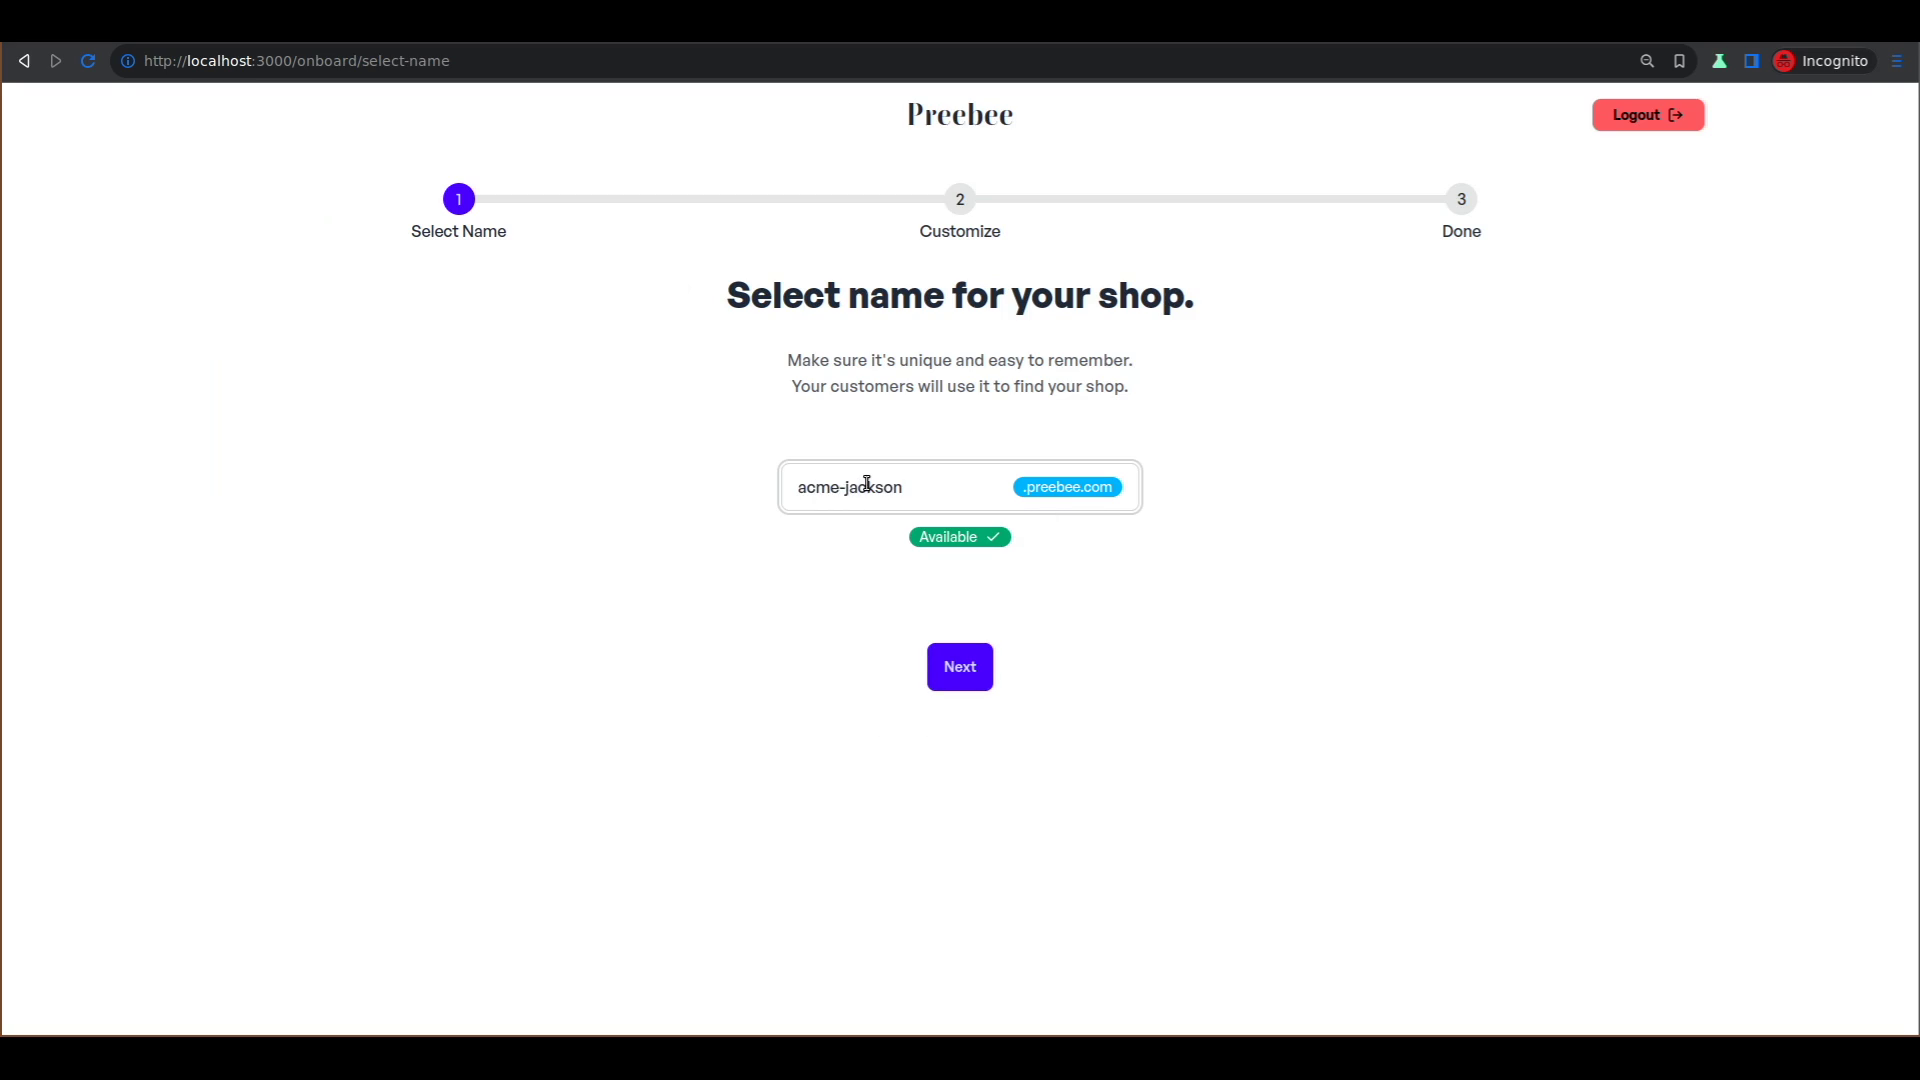 http://localhost:3000/onboard/select-name
Incognito
Preebee
Logout
1
2
3
Select Name
Customize
Done
Select name for your shop.
Make sure it's unique and easy to remember.
Your customers will use it to find your shop.
acme-jackson
.preebee.com
Available
Next